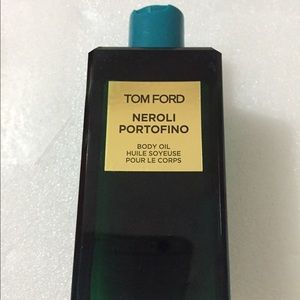 TOM FORD
NEROLI
PORTOFINO
BODY OIL
HUILE SOYEUSE
POUR LE CORPS